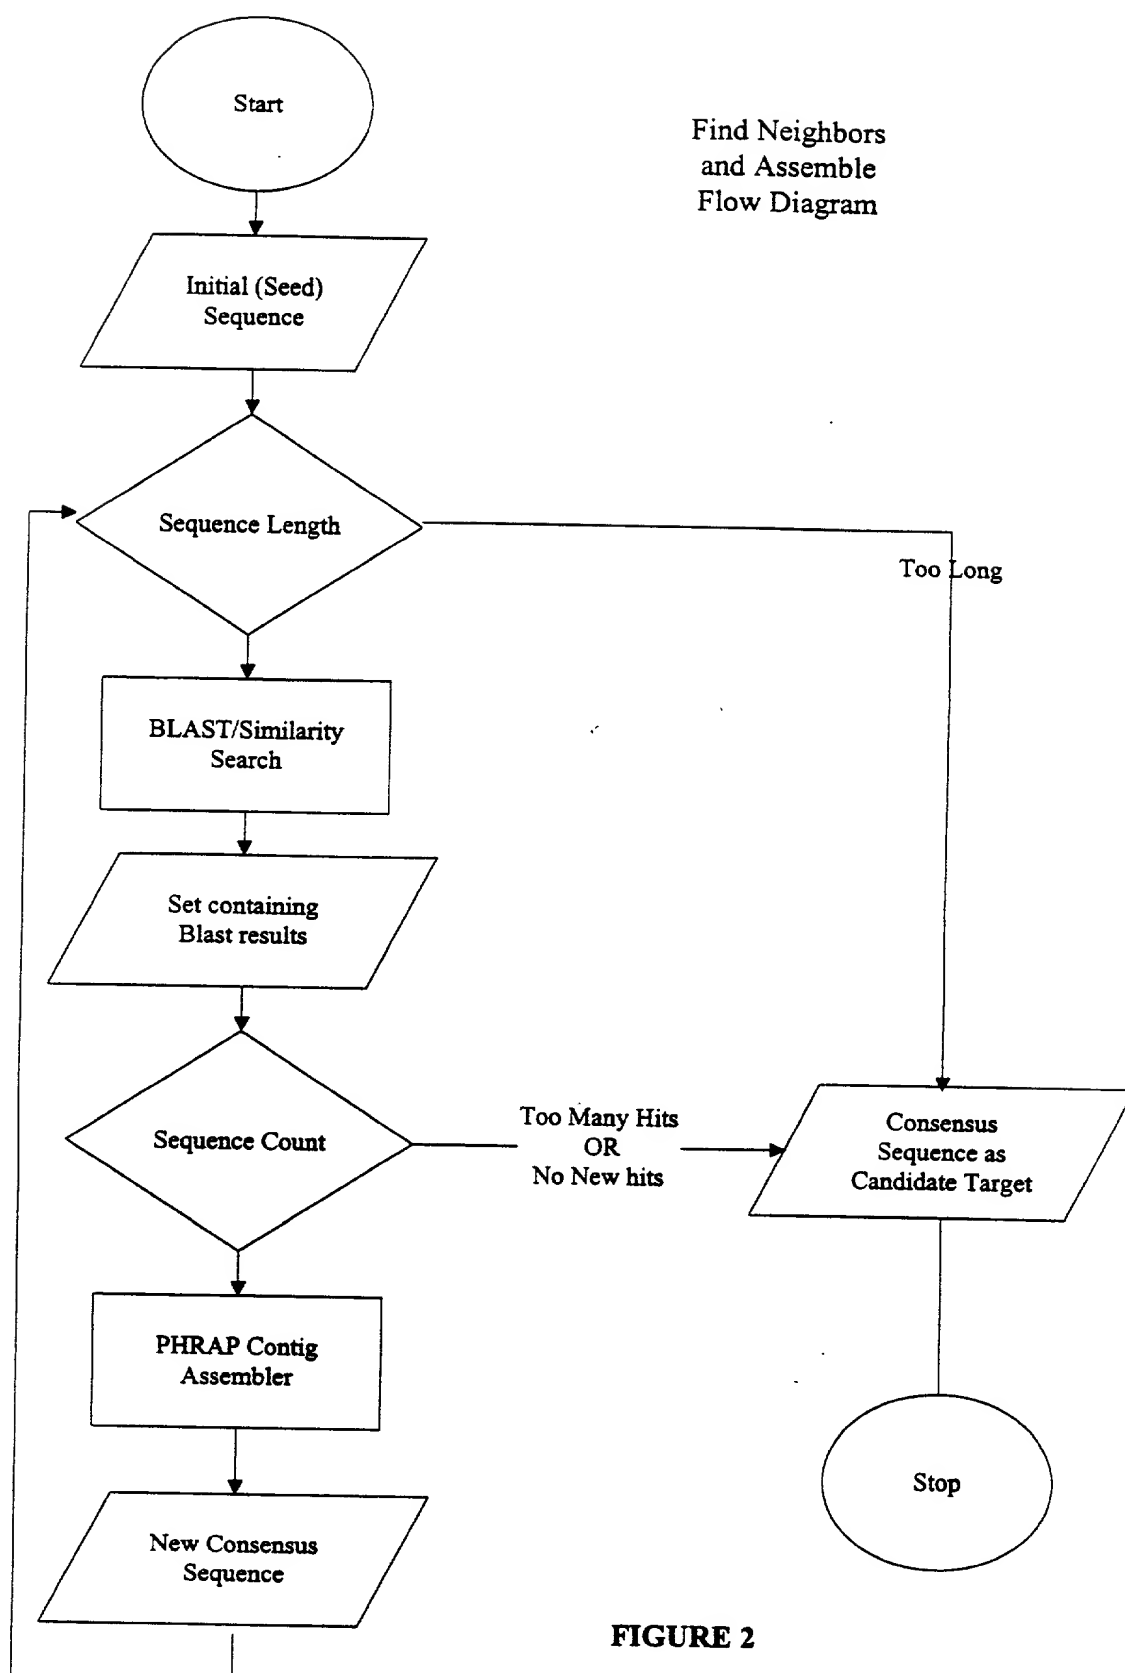 Start
Find Neighbors
and Assemble
Flow Diagram
Initial (Seed)
Sequence
Sequence Length
Too Long
BLAST/Similarity
Search
Set containing
Blast results
Sequence Count
Too Many Hits
OR
No New hits
Consensus
Sequence as
Candidate Target
PHRAP Contig
Assembler
Stop
New Consensus
Sequence
FIGURE 2